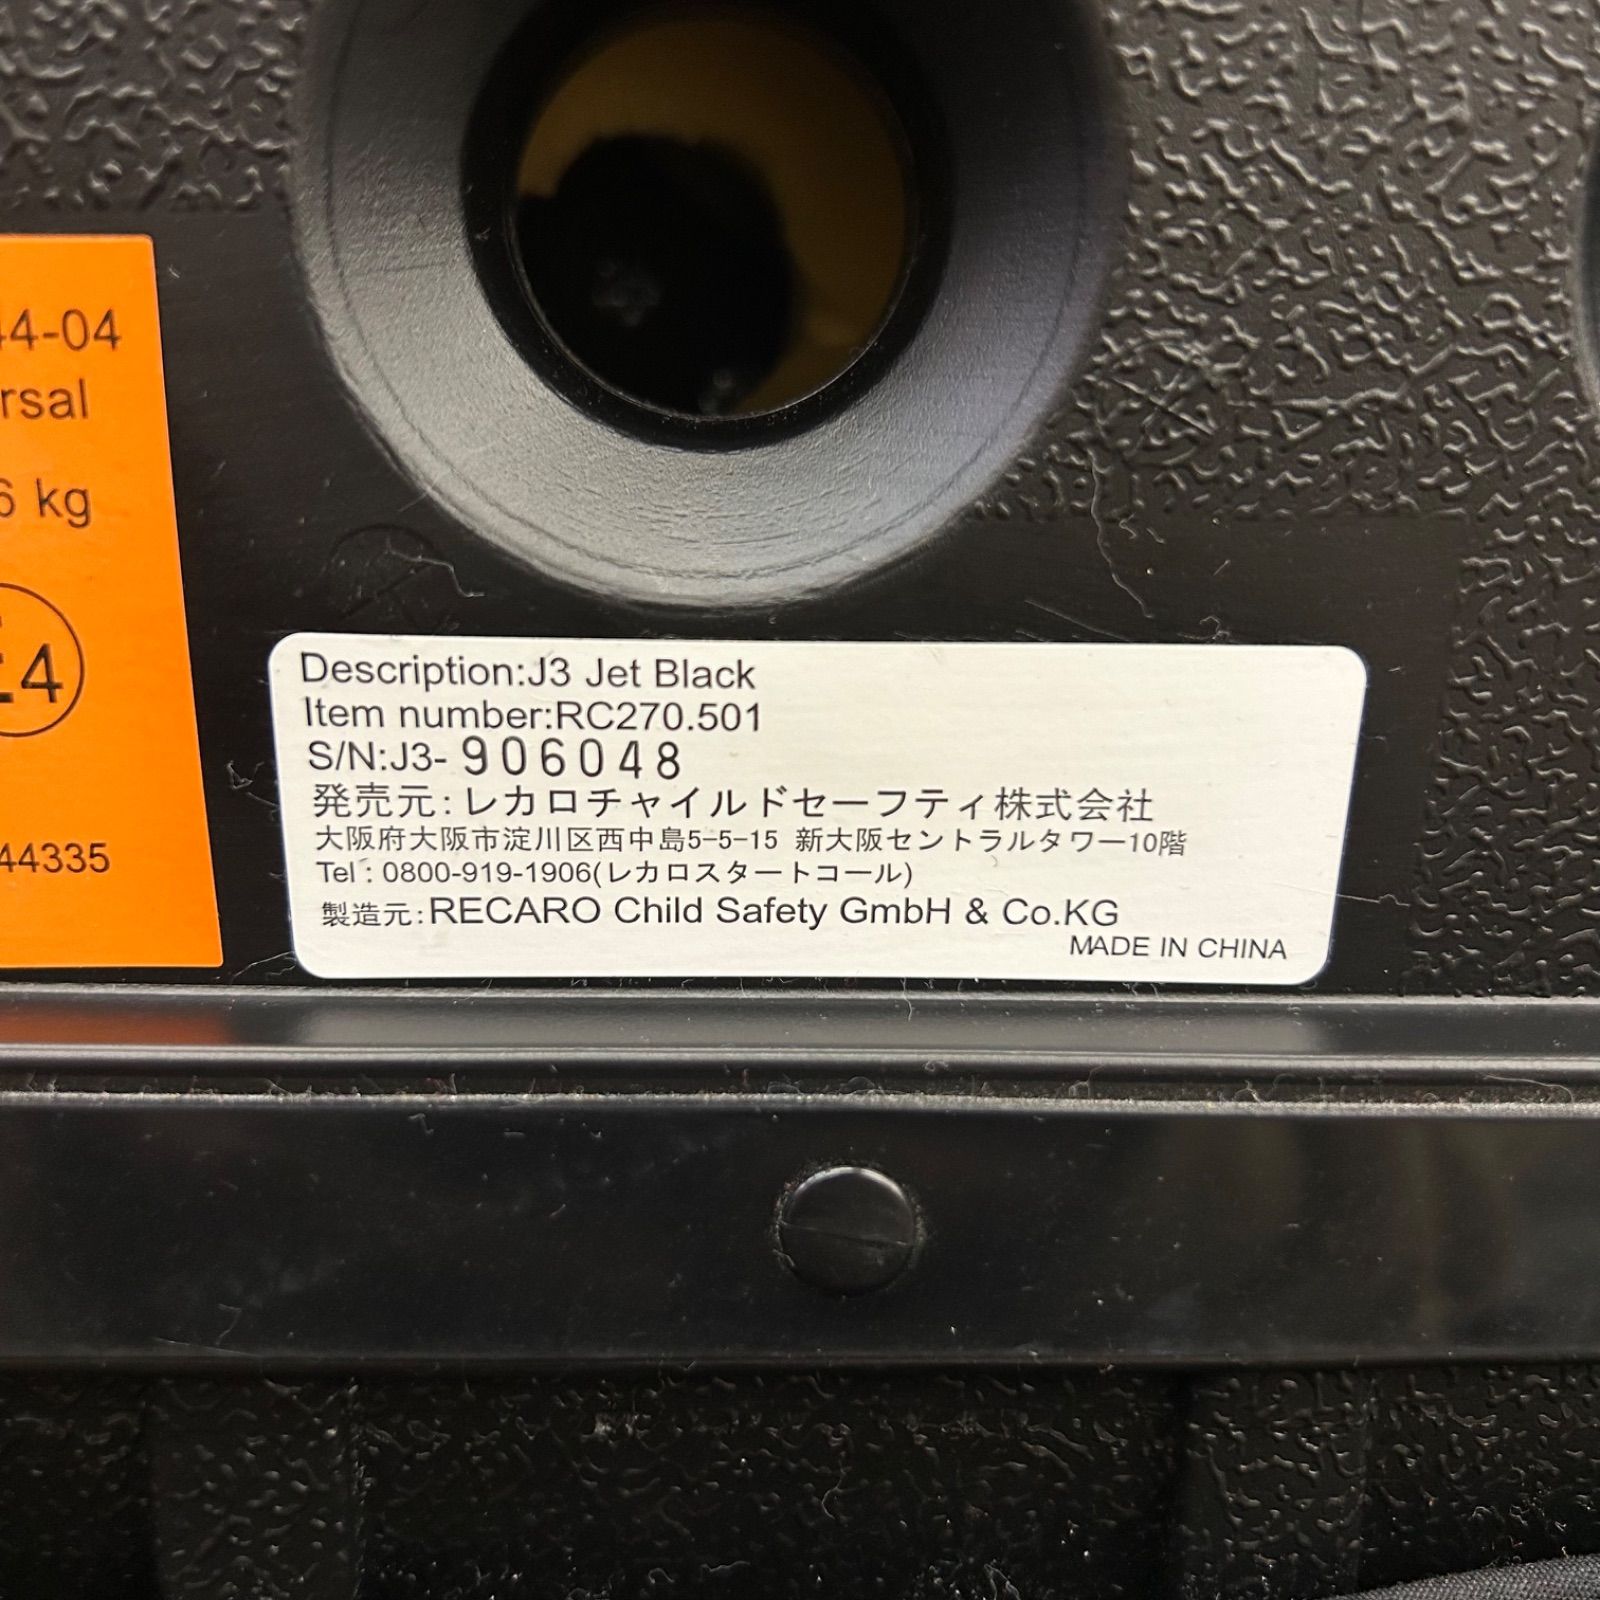 44-04
rsal
6 kg
4
44335
Description:J3 Jet Black
Item number:RC270.501
S/N:J3-906048
発売元:レカロチャイルドセーフティ株式会社
大阪府大阪市淀川区西中島5-5-15 新大阪セントラルタワー10階
Tel : 0800-919-1906(レカロスタートコール)
製造元:RECARO Child Safety GmbH & Co.KG
MADE IN CHINA